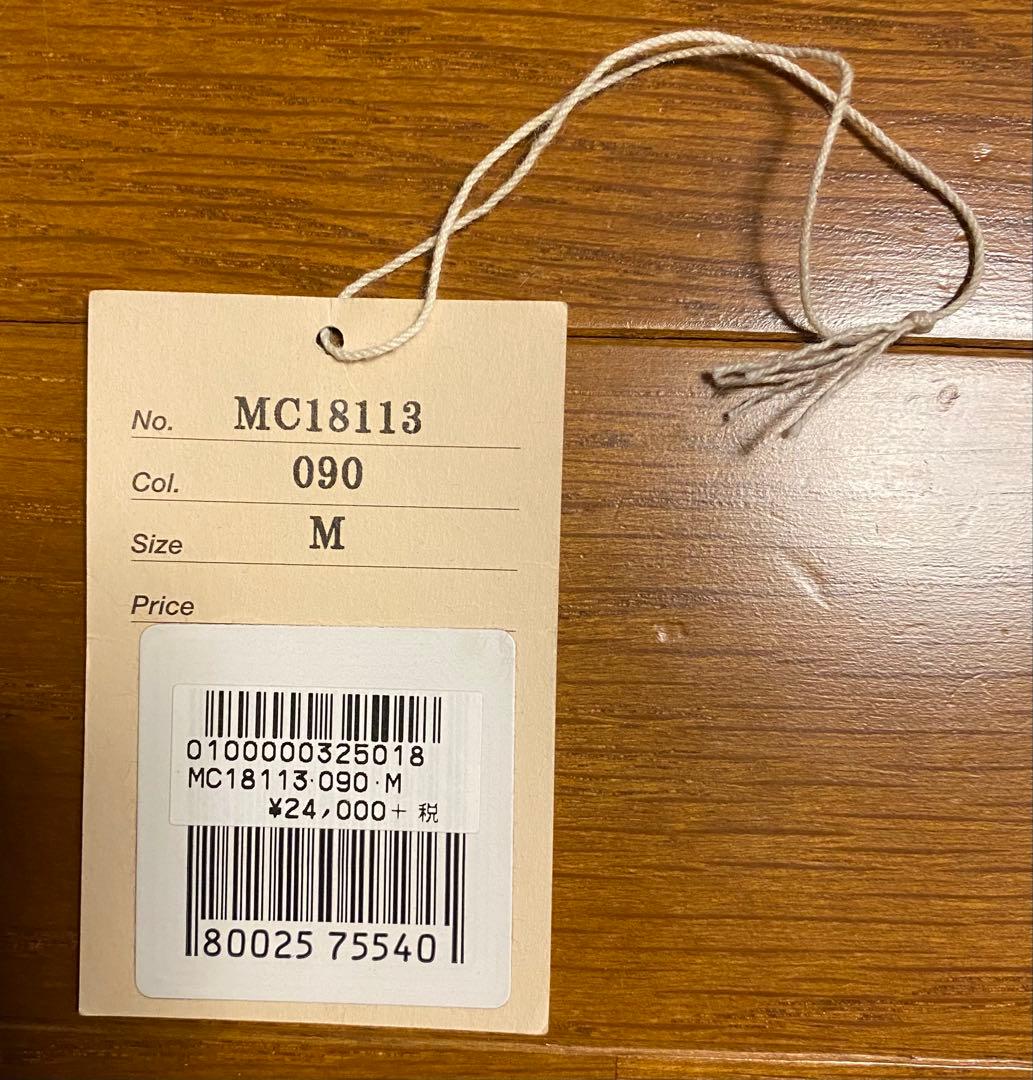 No. MC18113
Col. 090
Size M
Price
0100000325018
MC18113·090·M
¥24,000+税
80025 75540